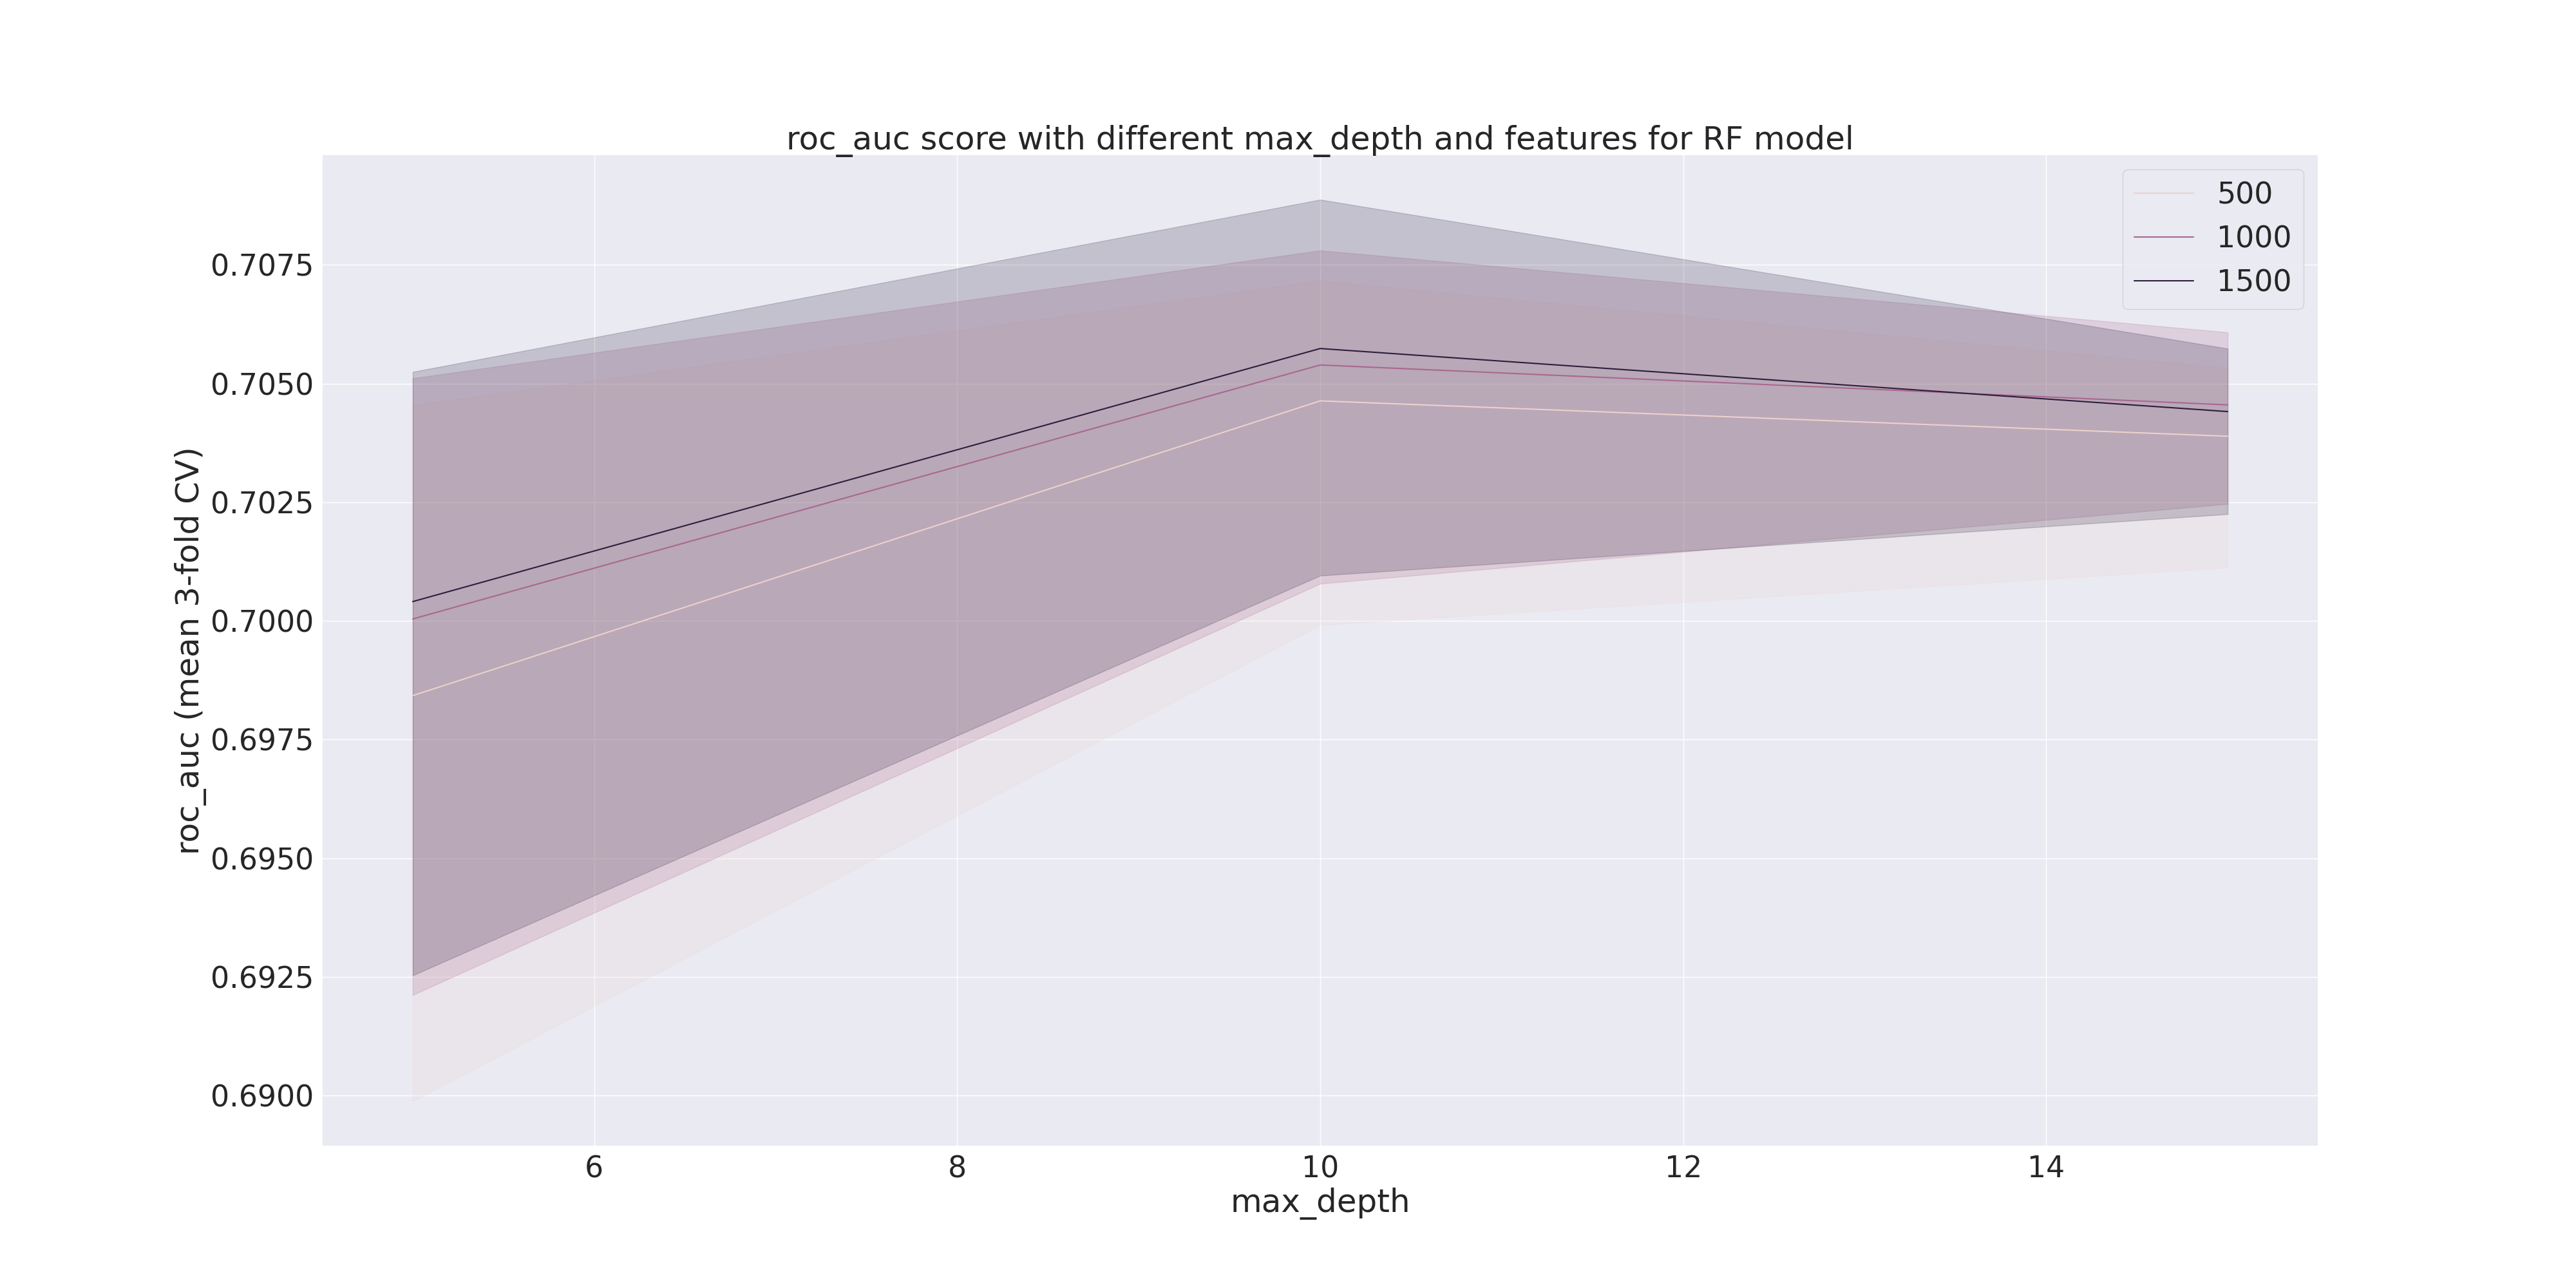 roc_auc score with different max_depth and features for RF model
500
1000
1500
roc_auc (mean 3-fold CV)
0.7075
0.7050
0.7025
0.7000
0.6975
0.6950
0.6925
0.6900
6 8 10 12 14
max_depth